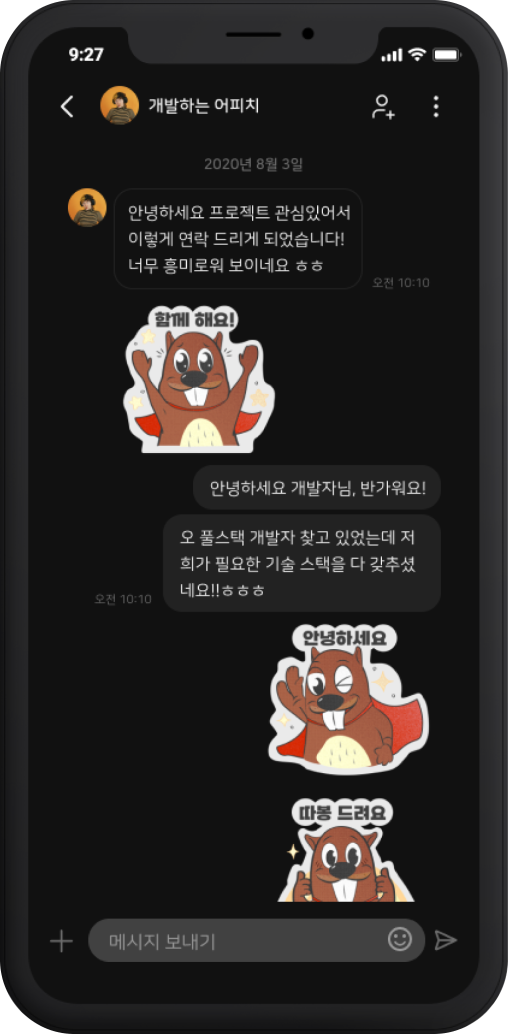 9:27
개발하는 어피치
2020년 8월 3일
안녕하세요 프로젝트 관심있어서
이렇게 연락 드리게 되었습니다!
너무 흥미로워 보이네요 ㅎㅎ
오전 10:10
함께 해요!
안녕하세요 개발자님, 반가워요!
오 풀스택 개발자 찾고 있었는데 저
희가 필요한 기술 스택을 다 갖추셨
네요!!ㅎㅎㅎ
오전 10:10
안녕하세요
따봉 드려요
메시지 보내기